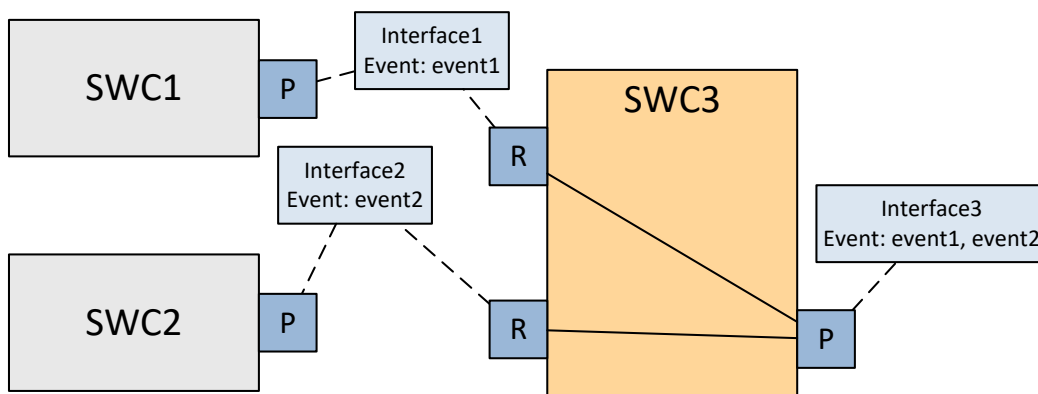 SWC1
P
Interface1
Event: event1
SWC3
R
Interface2
Event: event2
Interface3
Event: event1, event2
SWC2
P
R
P